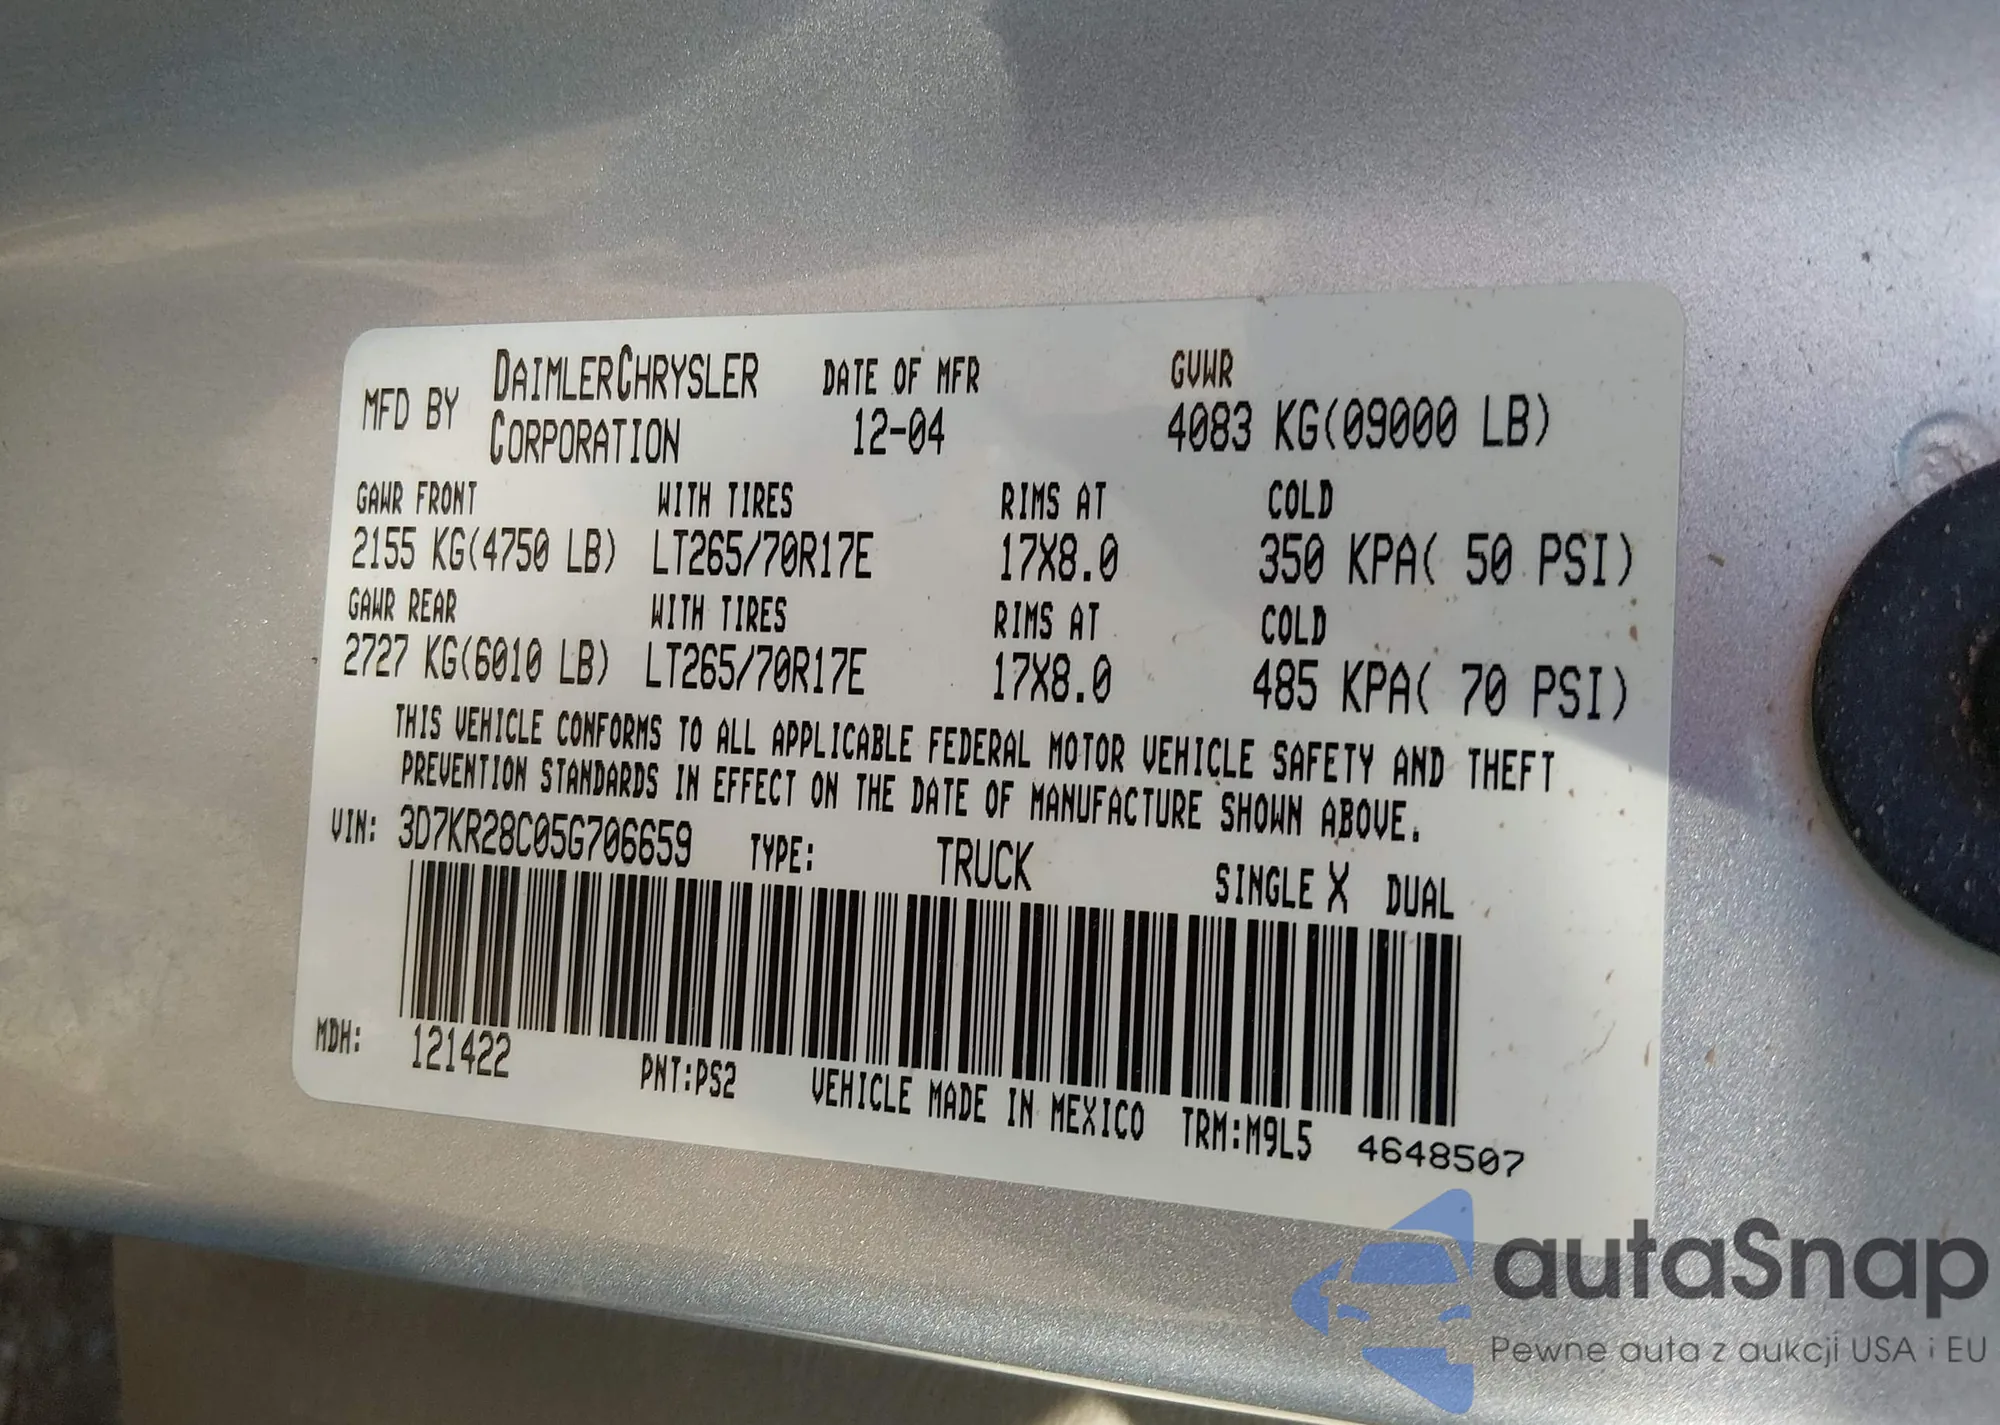 MFD BY DAIMLERCHRYSLER CORPORATION DATE OF MFR 12-04 GVWR 4083 KG(09000 LB)
GAWR FRONT WITH TIRES RIMS AT COLD
2155 KG(4750 LB) LT265/70R17E 17X8.0 350 KPA( 50 PSI)
GAWR REAR WITH TIRES RIMS AT COLD
2727 KG(6010 LB) LT265/70R17E 17X8.0 485 KPA( 70 PSI)
THIS VEHICLE CONFORMS TO ALL APPLICABLE FEDERAL MOTOR VEHICLE SAFETY AND THEFT
PREVENTION STANDARDS IN EFFECT ON THE DATE OF MANUFACTURE SHOWN ABOVE.
VIN: 3D7KR28C05G706659 TYPE: TRUCK SINGLE X DUAL
MDH: 121422 PNT:PS2 VEHICLE MADE IN MEXICO TRM:M9L5 4648507
autaSnap
Pewne auta z aukcji USA i EU